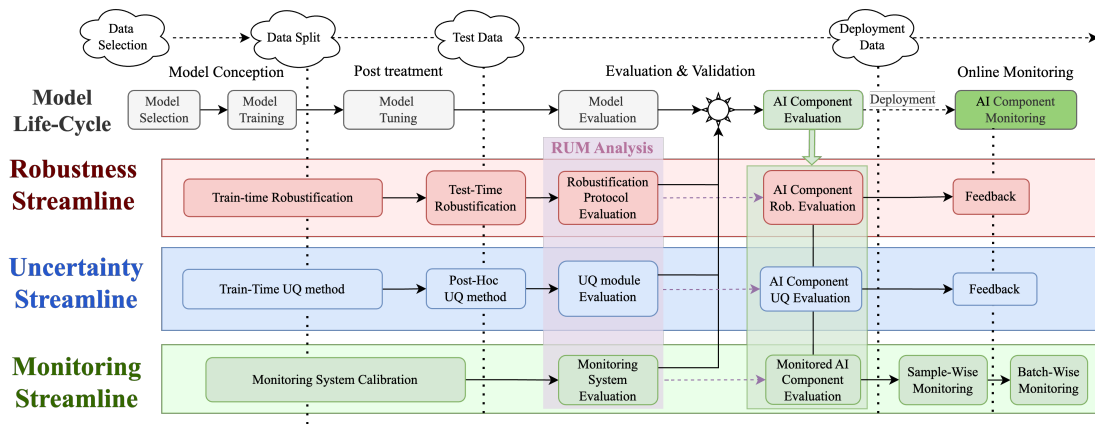 Data
Selection
Data Split
Test Data
Deployment
Data
Model Conception
Post treatment
Evaluation & Validation
Online Monitoring
Model
Life-Cycle
Model
Selection
Model
Training
Model
Tuning
Model
Evaluation
AI Component
Evaluation
Deployment
AI Component
Monitoring
RUM Analysis
Robustness
Streamline
Train-time Robustification
Test-Time
Robustification
Robustification
Protocol
Evaluation
AI Component
Rob. Evaluation
Feedback
Uncertainty
Streamline
Train-Time UQ method
Post-Hoc
UQ method
UQ module
Evaluation
AI Component
UQ Evaluation
Feedback
Monitoring
Streamline
Monitoring System Calibration
Monitoring
System
Evaluation
Monitored AI
Component
Evaluation
Sample-Wise
Monitoring
Batch-Wise
Monitoring